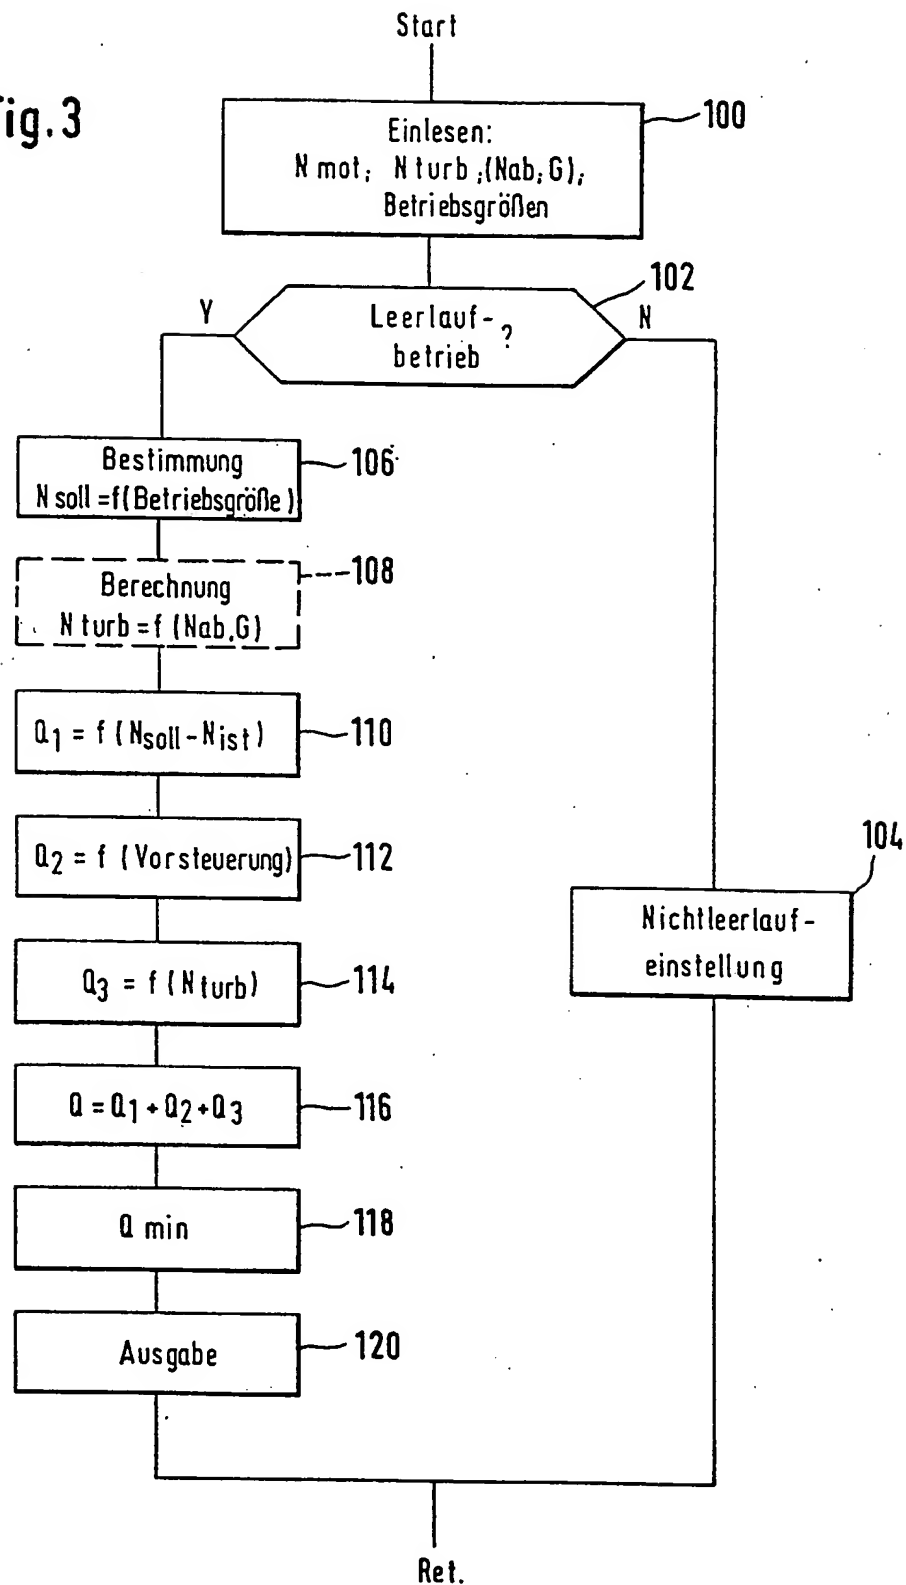 Start
Fig.3
100
Einlesen:
N mot; N turb ;(Nab; G);
Betriebsgrößen
102
Y
N
Leerlauf- ?
betrieb
106
Bestimmung
N soll =f(Betriebsgröße)
108
Berechnung
N turb =f (Nab,G)
Q1 = f (Nsoll-Nist)
110
Q2 = f (Vorsteuerung)
112
104
Nichtleerlauf-
einstellung
Q3 = f (Nturb)
114
Q = Q1 + Q2 + Q3
116
Q min
118
Ausgabe
120
Ret.